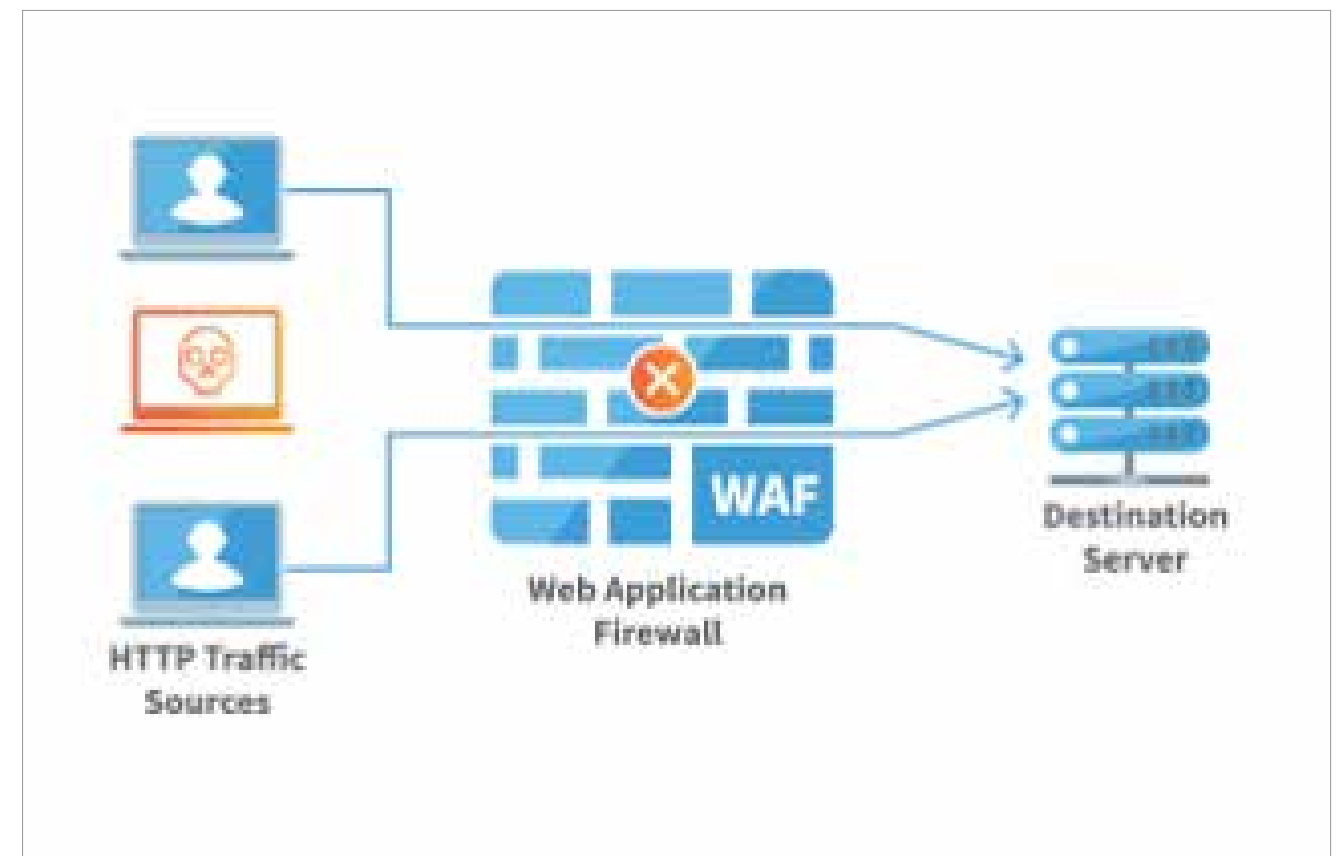 WAF
Web Application
Firewall
Destination
Server
HTTP Traffic
Sources